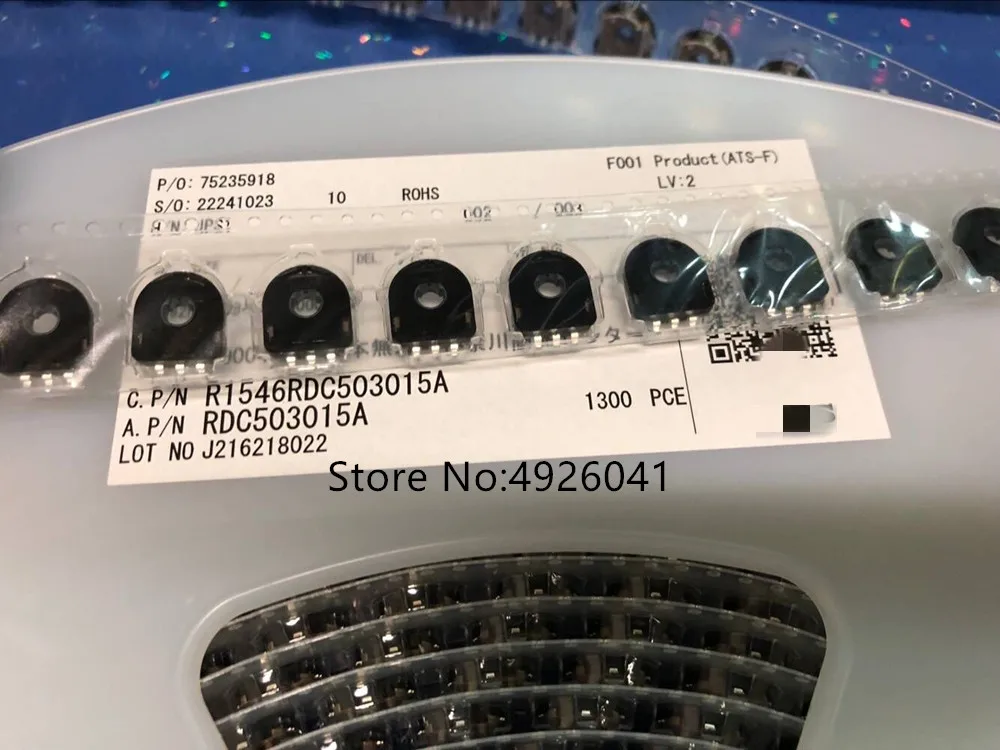 P/O: 75235918
F001 Product(ATS-F)
S/O: 22241023 10 ROHS LV:2
002 / 003
DEL
C.P/N R1546RDC503015A
A.P/N RDC503015A 1300 PCE
LOT NO J216218022
Store No:4926041